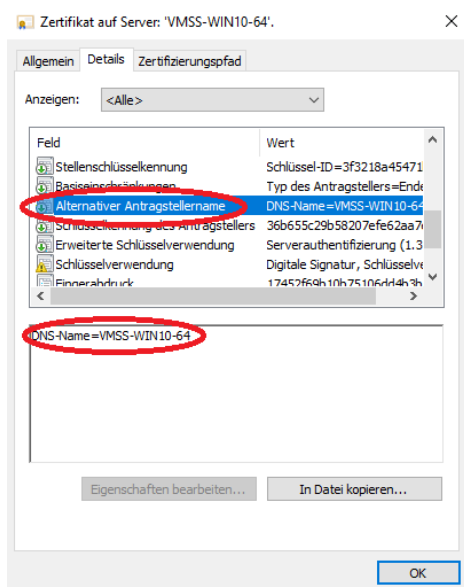 Zertifikat auf Server: 'VMSS-WIN10-64'.
Allgemein Details Zertifizierungspfad
Anzeigen: <Alle>
Feld Wert
Stellenschlüsselkennung Schlüssel-ID=3f3218a45471
Basiseinschränkungen Typ des Antragstellers=Ende
Alternativer Antragstellername DNS-Name=VMSS-WIN10-64
Schlüsselkennung des Antragstellers 36b655c29b58207efe62aa7
Erweiterte Schlüsselverwendung Serverauthentifizierung (1.3
Schlüsselverwendung Digitale Signatur, Schlüsselve
Fingerabdruck 17452f69b10b75106dd4b3b
DNS-Name=VMSS-WIN10-64
Eigenschaften bearbeiten... In Datei kopieren...
OK